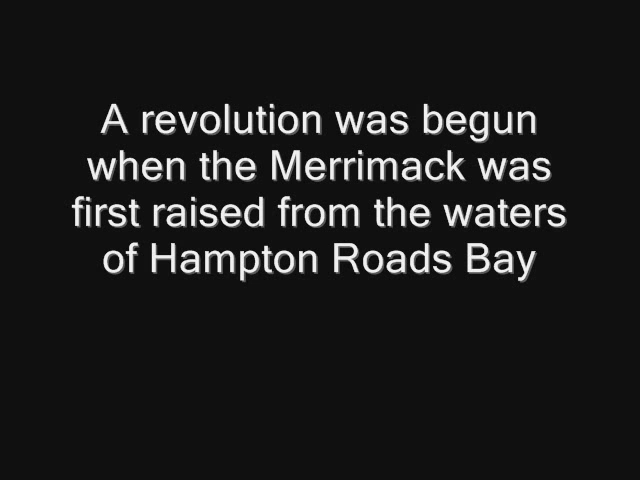 A revolution was begun
when the Merrimack was
first raised from the waters
of Hampton Roads Bay